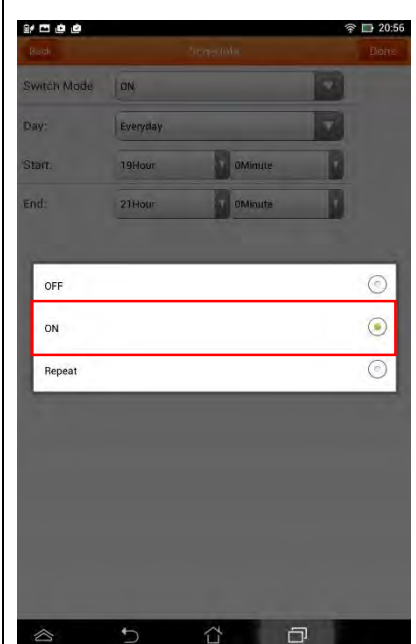 20:56
Back Schedule Done
Switch Mode ON
Day: Everyday
Start: 19Hour 0Minute
End: 21Hour 0Minute
OFF
ON
Repeat